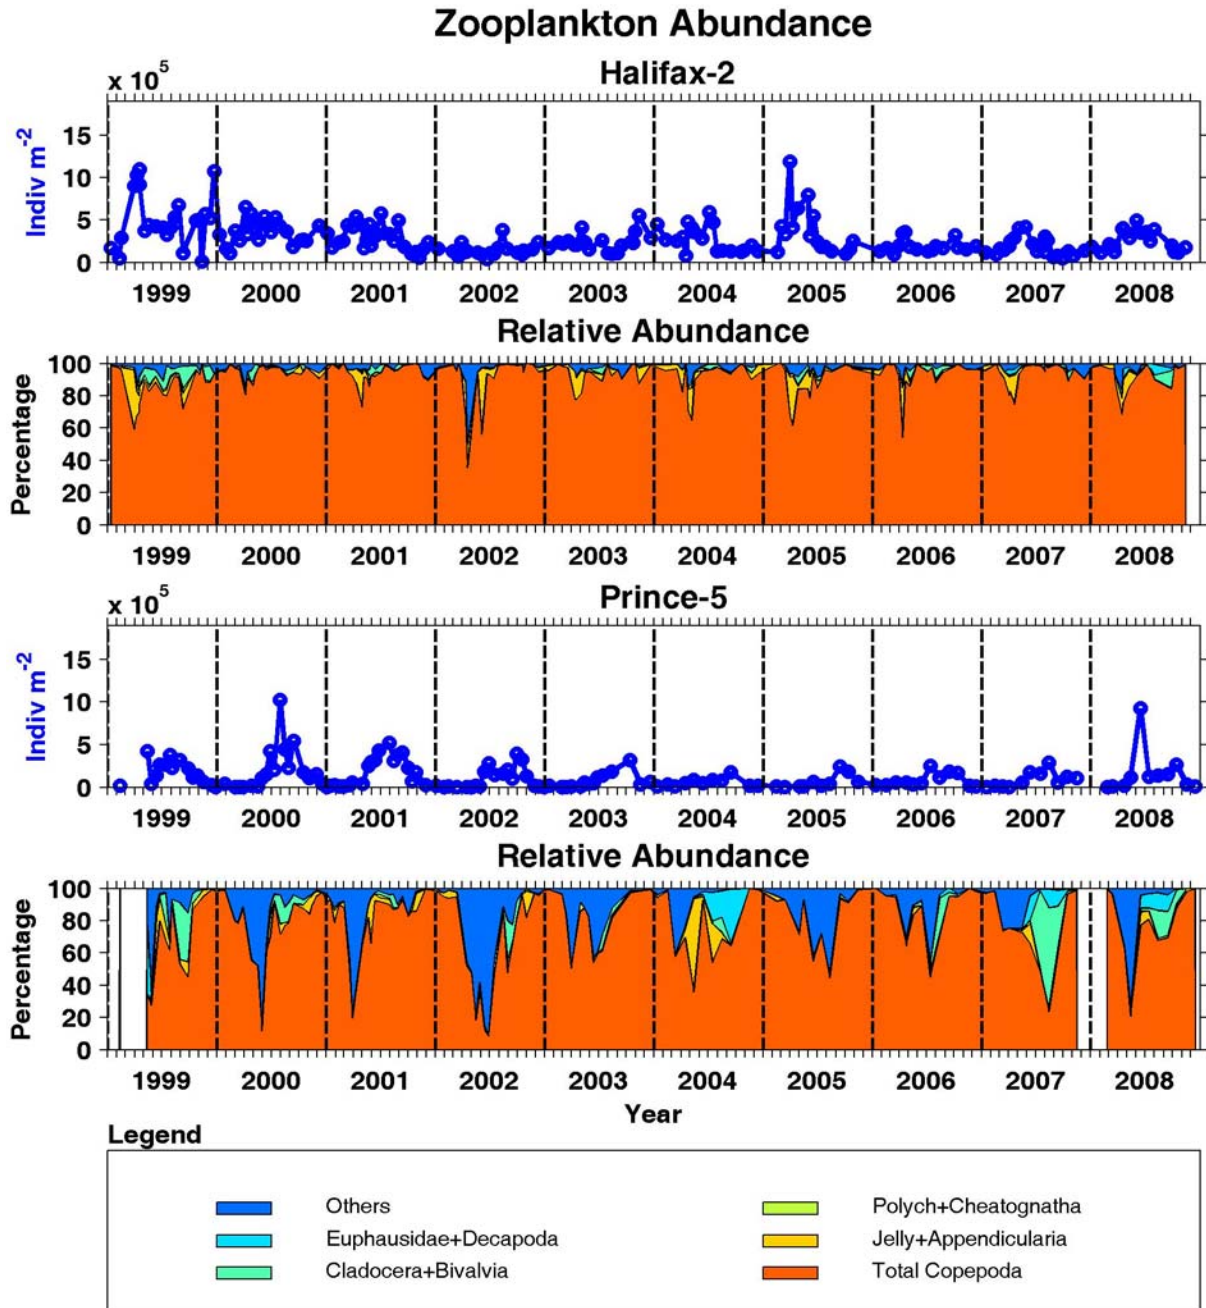 Zooplankton Abundance
Halifax-2
x 10⁵
Indiv m⁻²
15
10
5
0
1999 2000 2001 2002 2003 2004 2005 2006 2007 2008
Relative Abundance
Percentage
100
80
60
40
20
0
1999 2000 2001 2002 2003 2004 2005 2006 2007 2008
Prince-5
x 10⁵
Indiv m⁻²
15
10
5
0
1999 2000 2001 2002 2003 2004 2005 2006 2007 2008
Relative Abundance
Percentage
100
80
60
40
20
0
1999 2000 2001 2002 2003 2004 2005 2006 2007 2008
Year
Legend
Others
Euphausidae+Decapoda
Cladocera+Bivalvia
Polych+Cheatognatha
Jelly+Appendicularia
Total Copepoda